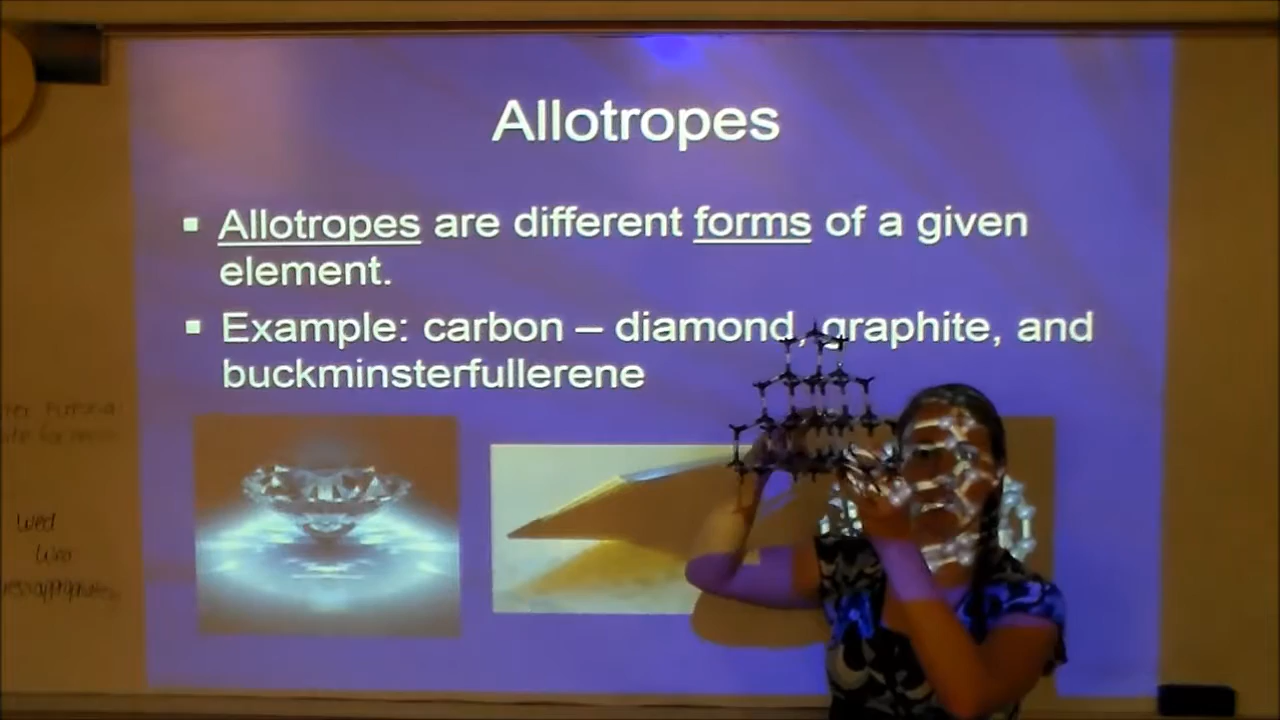 Allotropes
▪ Allotropes are different forms of a given
element.
▪ Example: carbon – diamond, graphite, and
buckminsterfullerene
Wed